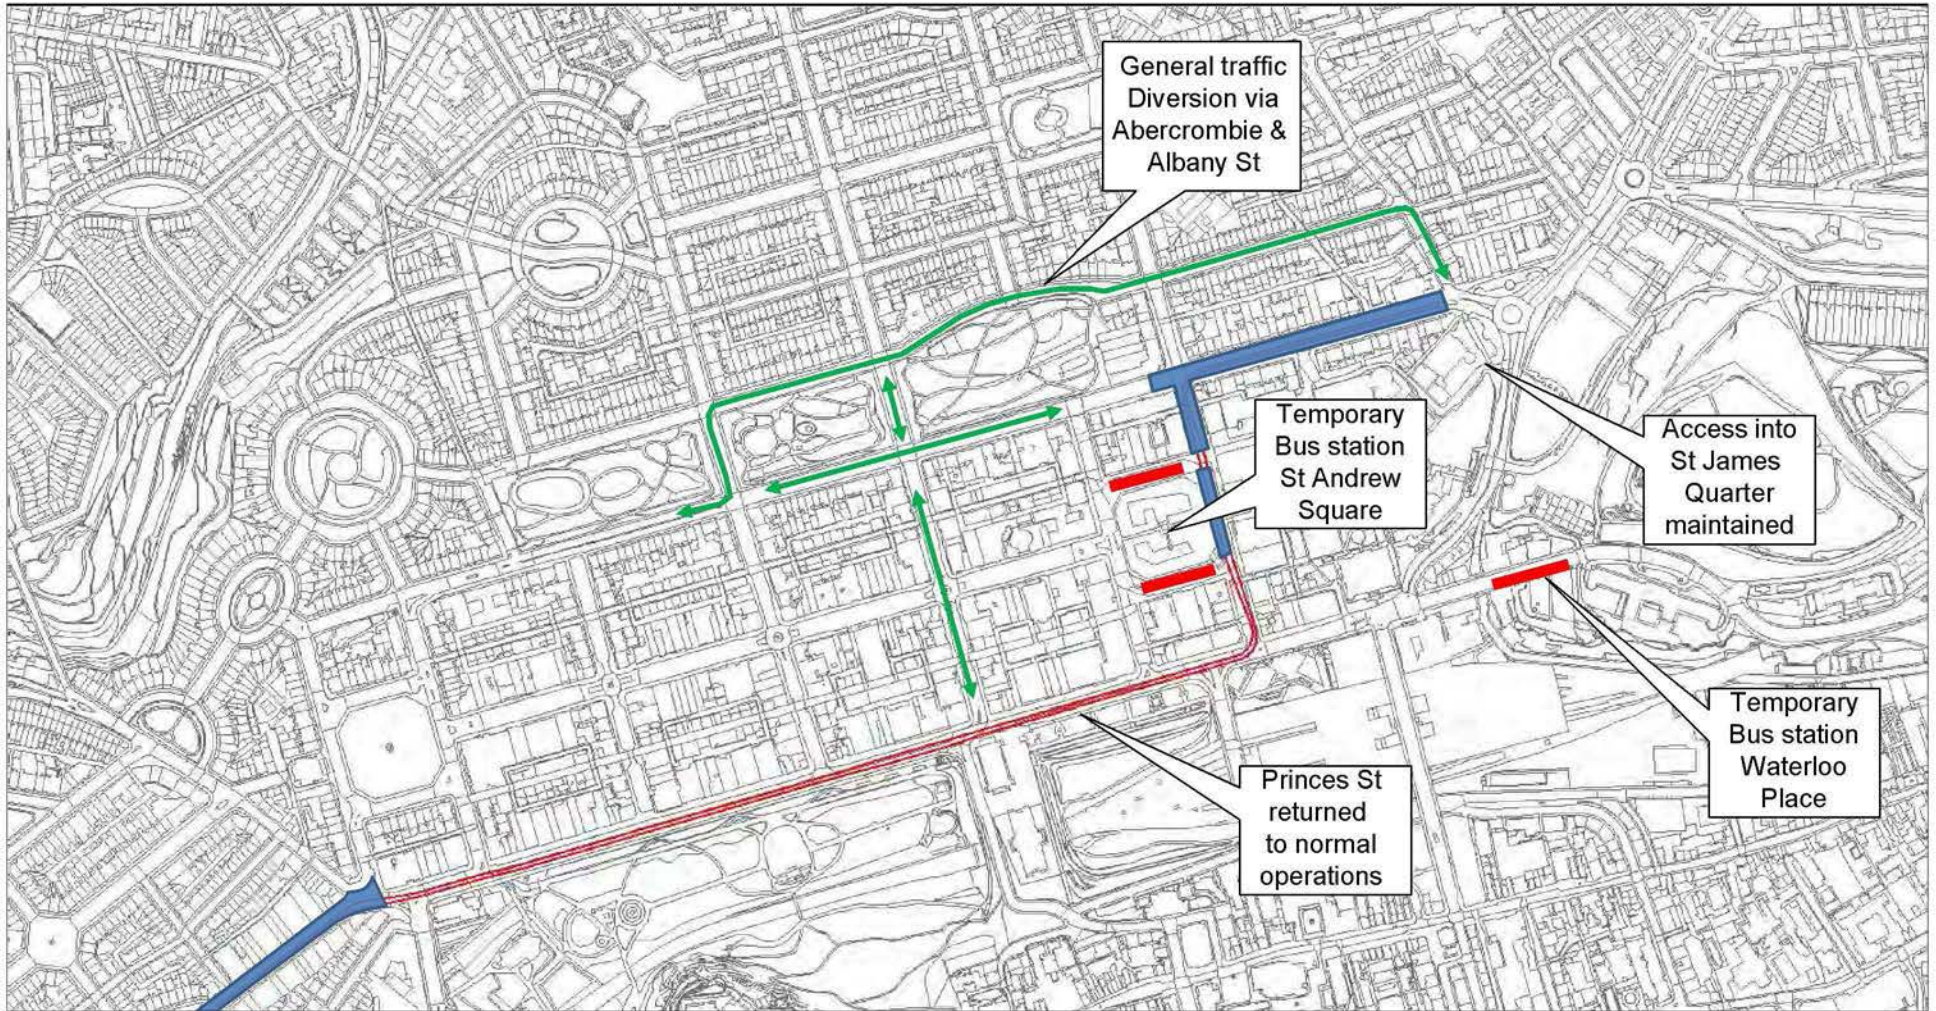 General traffic
Diversion via
Abercrombie &
Albany St
Temporary
Bus station
St Andrew
Square
Access into
St James
Quarter
maintained
Temporary
Bus station
Waterloo
Place
Princes St
returned
to normal
operations